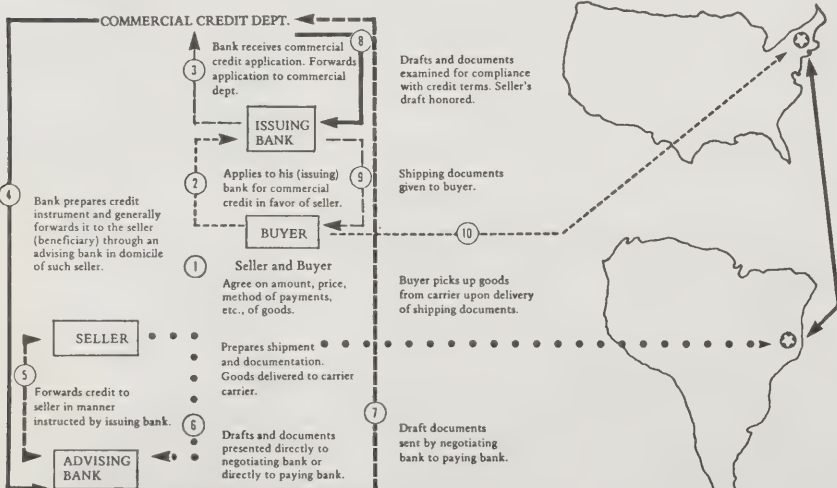 COMMERCIAL CREDIT DEPT.
8
Bank receives commercial
credit application. Forwards
application to commercial
dept.
3
Drafts and documents
examined for compliance
with credit terms. Seller's
draft honored.
ISSUING
BANK
2
Applies to his (issuing)
bank for commercial
credit in favor of seller.
9
Shipping documents
given to buyer.
4
Bank prepares credit
instrument and generally
forwards it to the seller
(beneficiary) through an
advising bank in domicile
of such seller.
BUYER
10
1
Seller and Buyer
Agree on amount, price,
method of payments,
etc., of goods.
Buyer picks up goods
from carrier upon delivery
of shipping documents.
SELLER
Prepares shipment
and documentation.
Goods delivered to carrier
carrier.
5
Forwards credit to
seller in manner
instructed by issuing bank.
6
7
Drafts and documents
presented directly to
negotiating bank or
directly to paying bank.
Draft documents
sent by negotiating
bank to paying bank.
ADVISING
BANK